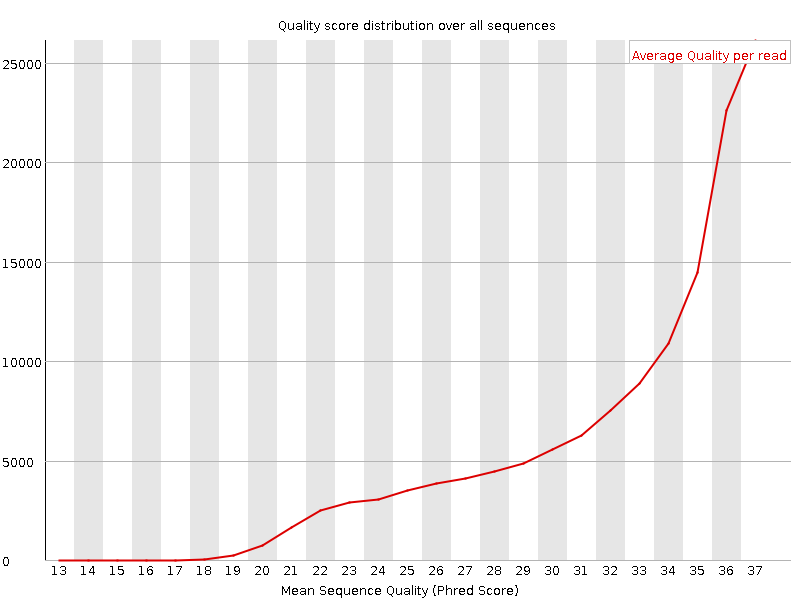 Quality score distribution over all sequences
Average Quality per read
25000
20000
15000
10000
5000
0
13 14 15 16 17 18 19 20 21 22 23 24 25 26 27 28 29 30 31 32 33 34 35 36 37
Mean Sequence Quality (Phred Score)